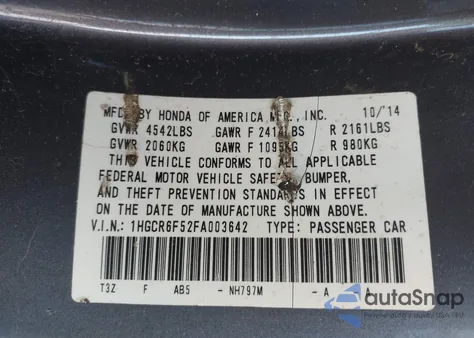 MFD. BY HONDA OF AMERICA MFG., INC. 10/14
GVWR 4542LBS GAWR F 2414LBS R 2161LBS
GVWR 2060KG GAWR F 1095KG R 980KG
THIS VEHICLE CONFORMS TO ALL APPLICABLE
FEDERAL MOTOR VEHICLE SAFETY, BUMPER,
AND THEFT PREVENTION STANDARDS IN EFFECT
ON THE DATE OF MANUFACTURE SHOWN ABOVE.
V.I.N.: 1HGCR6F52FA003642 TYPE: PASSENGER CAR
T3Z F AB5 - NH797M - A - A
autoSnap